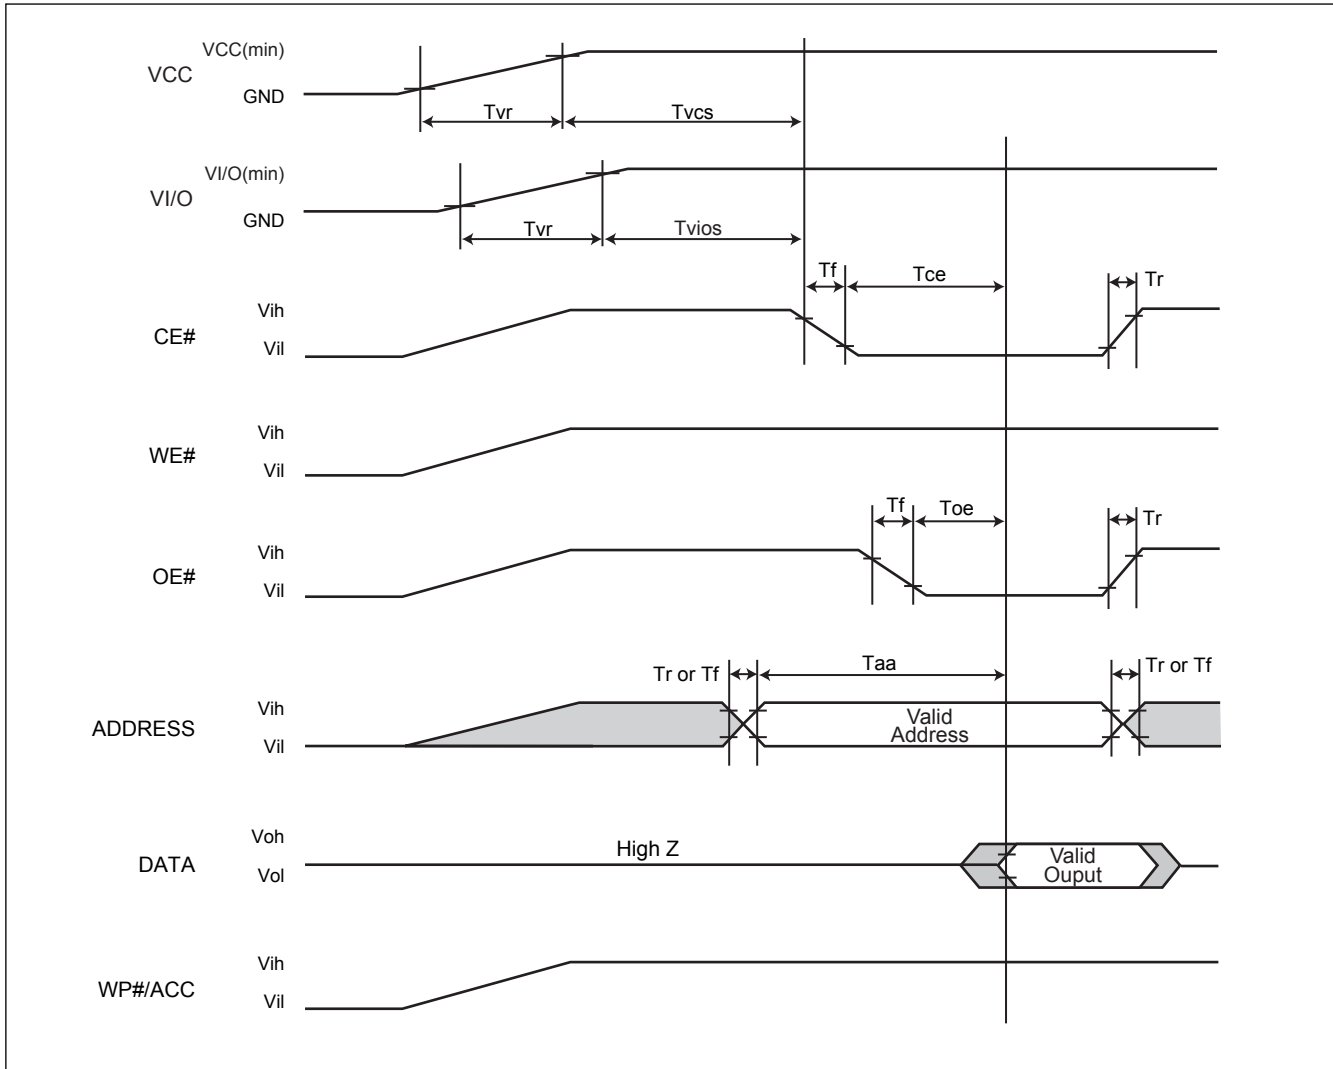 VCC(min)
VCC
GND
Tvr
Tvcs
VI/O(min)
VI/O
GND
Tvr
Tvios
Tf
Tce
Tr
Vih
CE#
Vil
Vih
WE#
Vil
Tf
Toe
Tr
Vih
OE#
Vil
Tr or Tf
Taa
Tr or Tf
Vih
ADDRESS
Vil
Valid
Address
Voh
DATA
Vol
High Z
Valid
Ouput
Vih
WP#/ACC
Vil